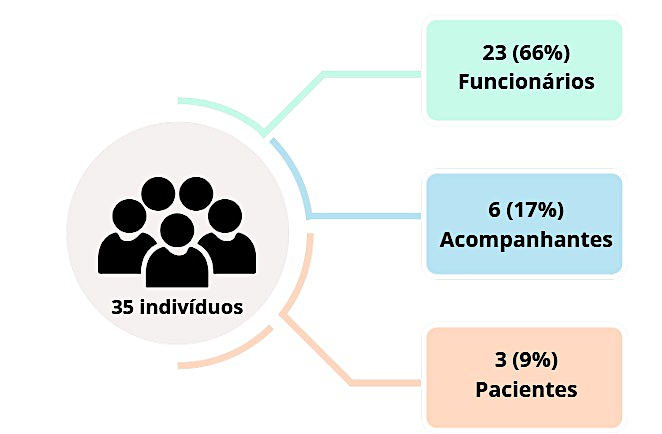 23 (66%)
Funcionários
6 (17%)
Acompanhantes
35 indivíduos
3 (9%)
Pacientes